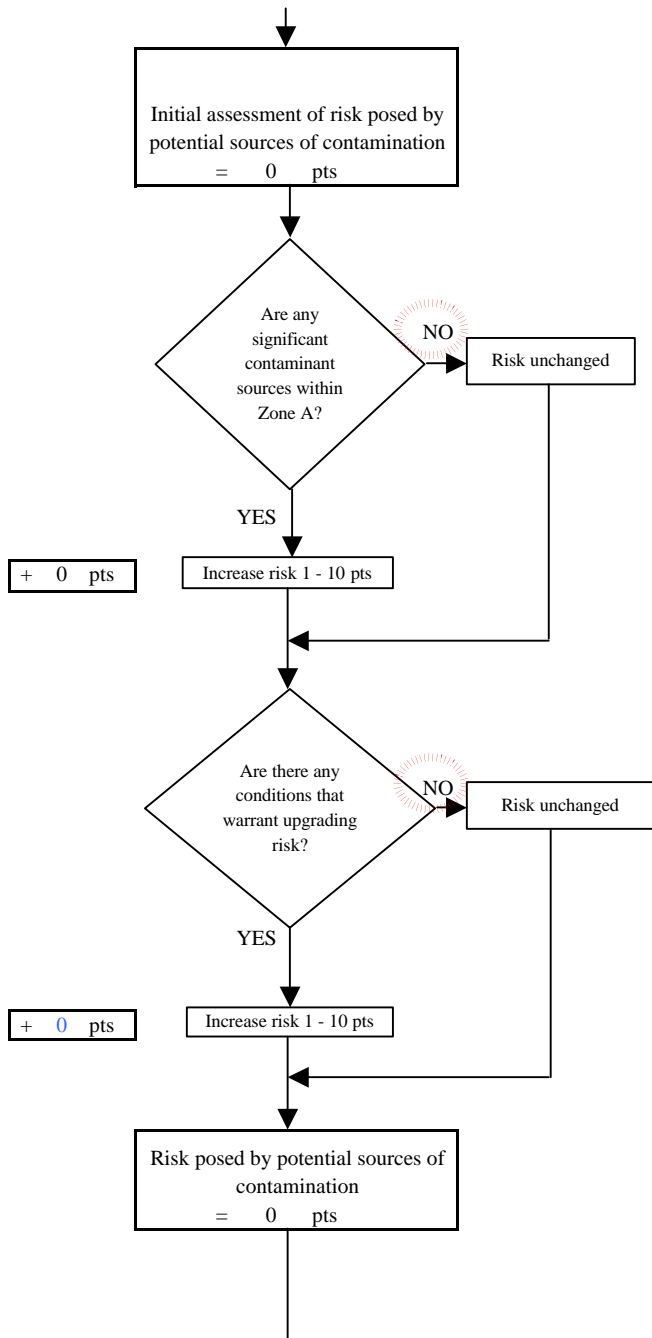 Initial assessment of risk posed by
potential sources of contamination
= 0 pts
Are any
significant
contaminant
sources within
Zone A?
NO
Risk unchanged
YES
+ 0 pts
Increase risk 1 - 10 pts
Are there any
conditions that
warrant upgrading
risk?
NO
Risk unchanged
YES
+ 0 pts
Increase risk 1 - 10 pts
Risk posed by potential sources of
contamination
= 0 pts